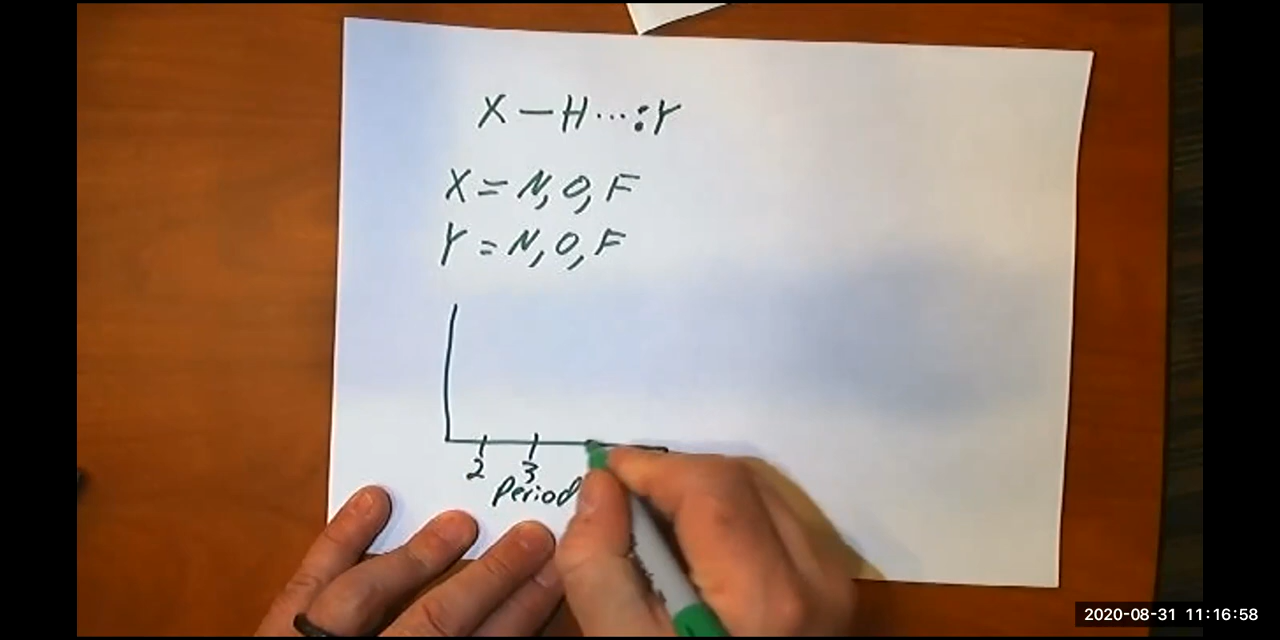 X — H ··· :Y
X = N, O, F
Y = N, O, F
2 3
Period
2020-08-31 11:16:58